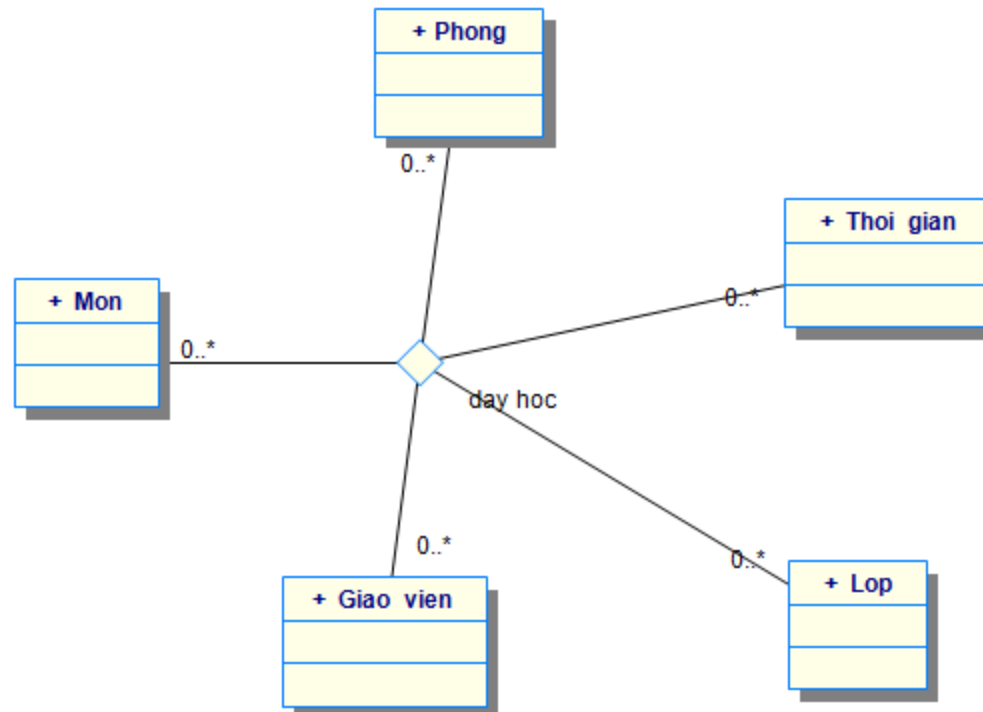 + Phong
0..*
+ Thoi gian
0..*
+ Mon
0..*
day hoc
0..*
+ Giao vien
0..*
+ Lop